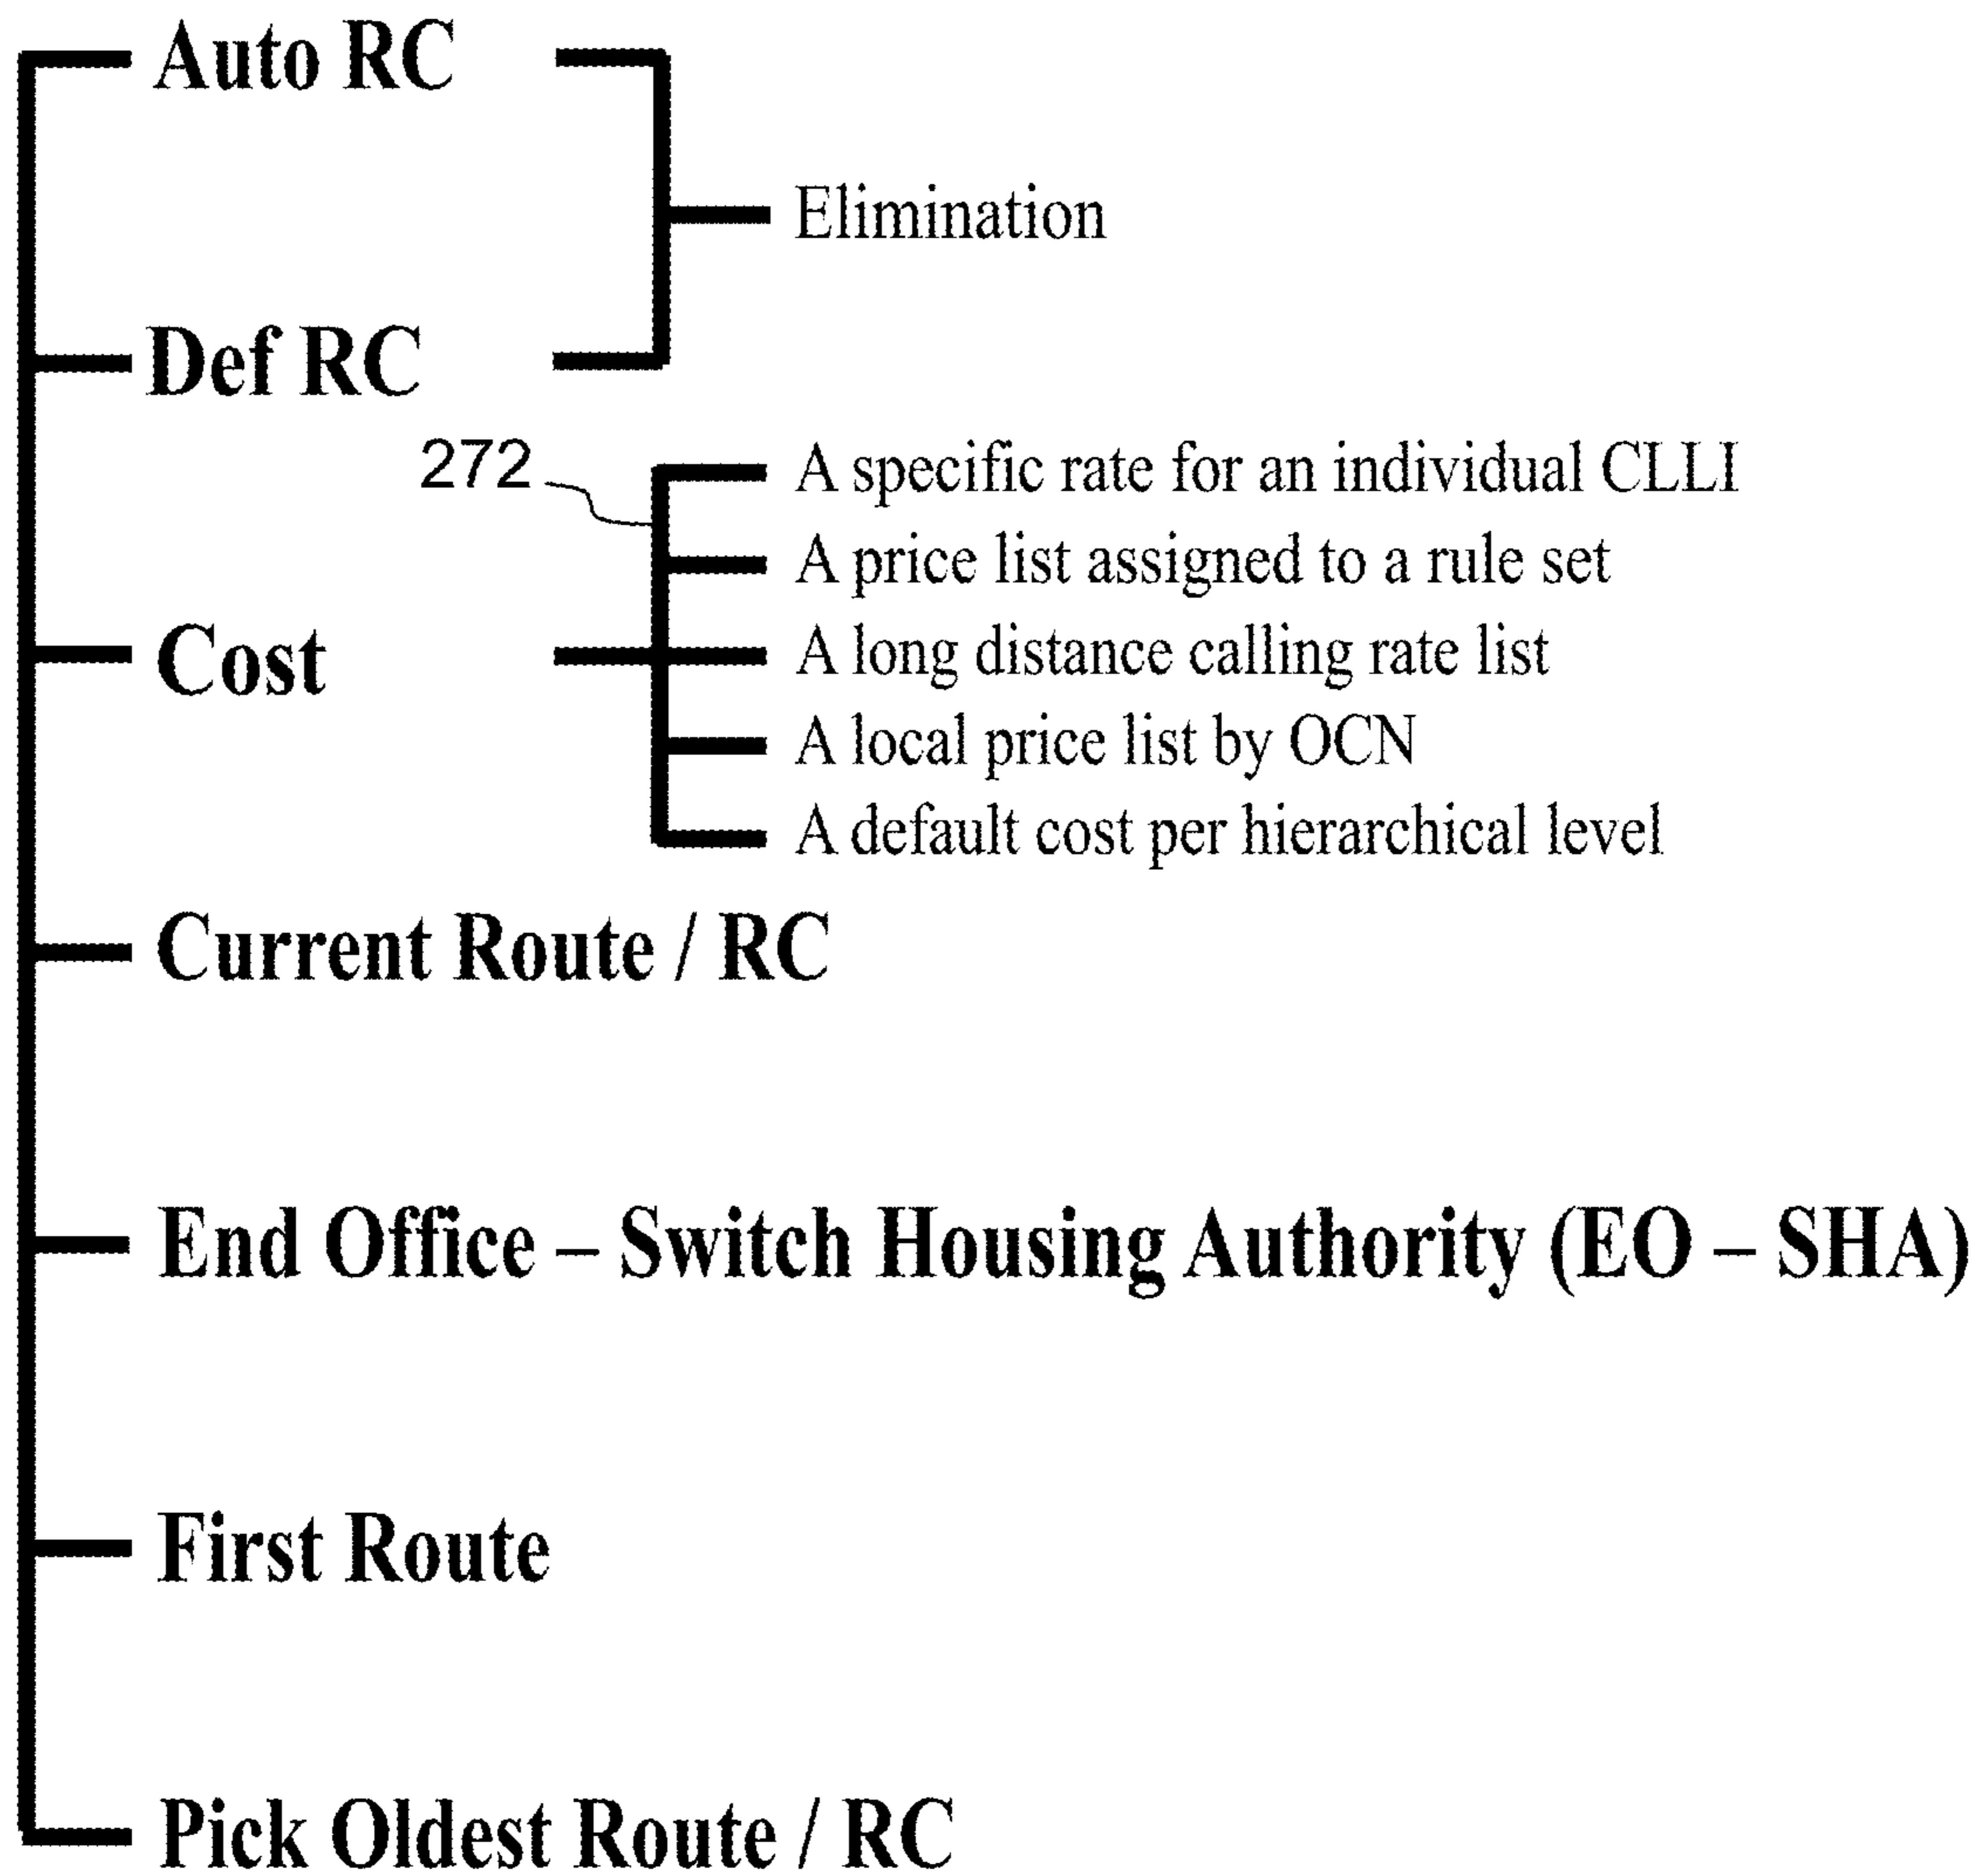 Auto RC
Elimination
Def RC
272
A specific rate for an individual CLLI
A price list assigned to a rule set
Cost
A long distance calling rate list
A local price list by OCN
A default cost per hierarchical level
Current Route / RC
End Office – Switch Housing Authority (EO – SHA)
First Route
Pick Oldest Route / RC